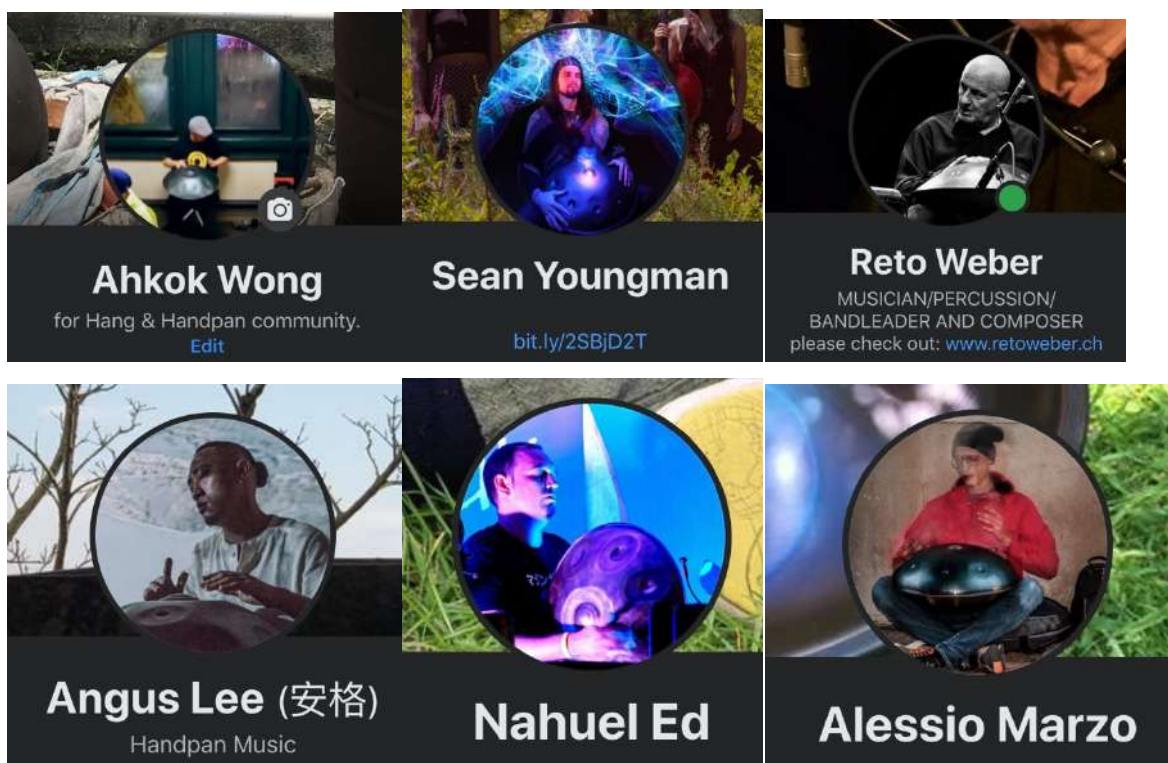 Ahkok Wong
for Hang & Handpan community.
Edit
Sean Youngman
bit.ly/2SBjD2T
Reto Weber
MUSICIAN/PERCUSSION/
BANDLEADER AND COMPOSER
please check out: www.retoweber.ch
Angus Lee (安格)
Handpan Music
Nahuel Ed
Alessio Marzo